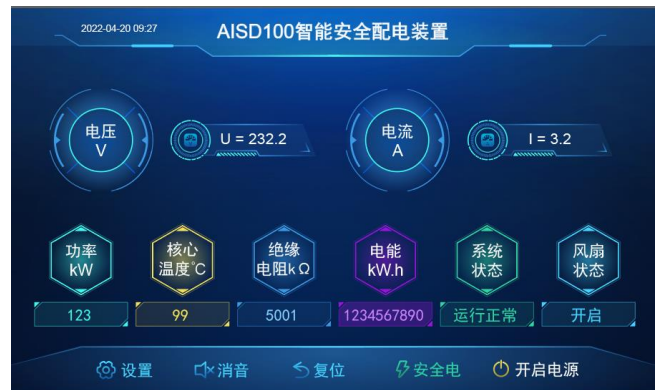 2022-04-20 09:27
AISD100智能安全配电装置
电压
V
U = 232.2
电流
A
I = 3.2
功率
kW
核心
温度℃
绝缘
电阻kΩ
电能
kW.h
系统
状态
风扇
状态
123
99
5001
1234567890
运行正常
开启
设置
消音
复位
安全电
开启电源